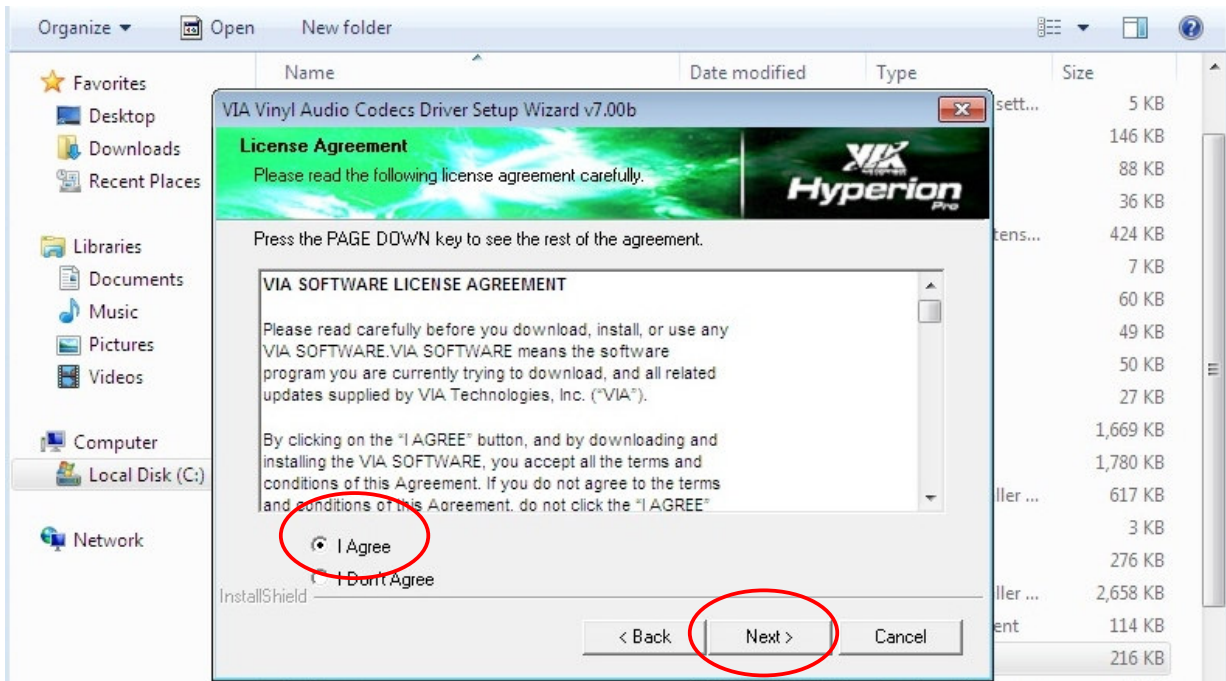 Organize Open New folder
Name Date modified Type Size
Favorites
Desktop
Downloads
Recent Places
Libraries
Documents
Music
Pictures
Videos
Computer
Local Disk (C:)
Network
VIA Vinyl Audio Codecs Driver Setup Wizard v7.00b
License Agreement
Please read the following license agreement carefully.
VIA
Hyperion
Pro
Press the PAGE DOWN key to see the rest of the agreement.
VIA SOFTWARE LICENSE AGREEMENT
Please read carefully before you download, install, or use any
VIA SOFTWARE.VIA SOFTWARE means the software
program you are currently trying to download, and all related
updates supplied by VIA Technologies, Inc. (“VIA”).
By clicking on the “I AGREE” button, and by downloading and
installing the VIA SOFTWARE, you accept all the terms and
conditions of this Agreement. If you do not agree to the terms
and conditions of this Agreement, do not click the “I AGREE”
I Agree
I Don't Agree
InstallShield
< Back Next > Cancel
sett... 5 KB
146 KB
88 KB
36 KB
tens... 424 KB
7 KB
60 KB
49 KB
50 KB
27 KB
1,669 KB
1,780 KB
ller ... 617 KB
3 KB
276 KB
ller ... 2,658 KB
ent 114 KB
216 KB